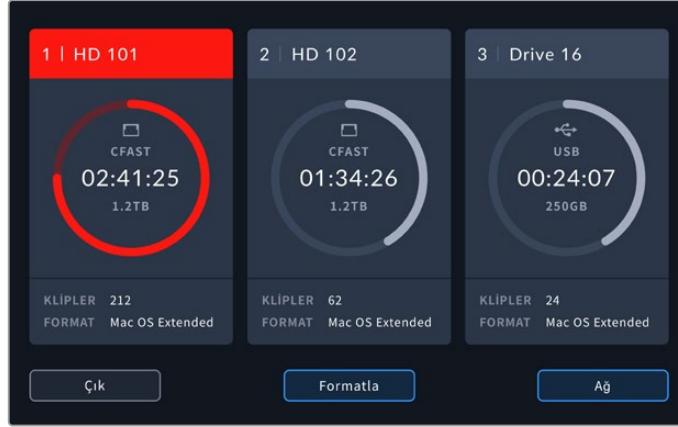 1 | HD 101
CFAST
02:41:25
1.2TB
KLİPLER 212
FORMAT Mac OS Extended
2 | HD 102
CFAST
01:34:26
1.2TB
KLİPLER 62
FORMAT Mac OS Extended
3 | Drive 16
USB
00:24:07
250GB
KLİPLER 24
FORMAT Mac OS Extended
Çık
Formatla
Ağ